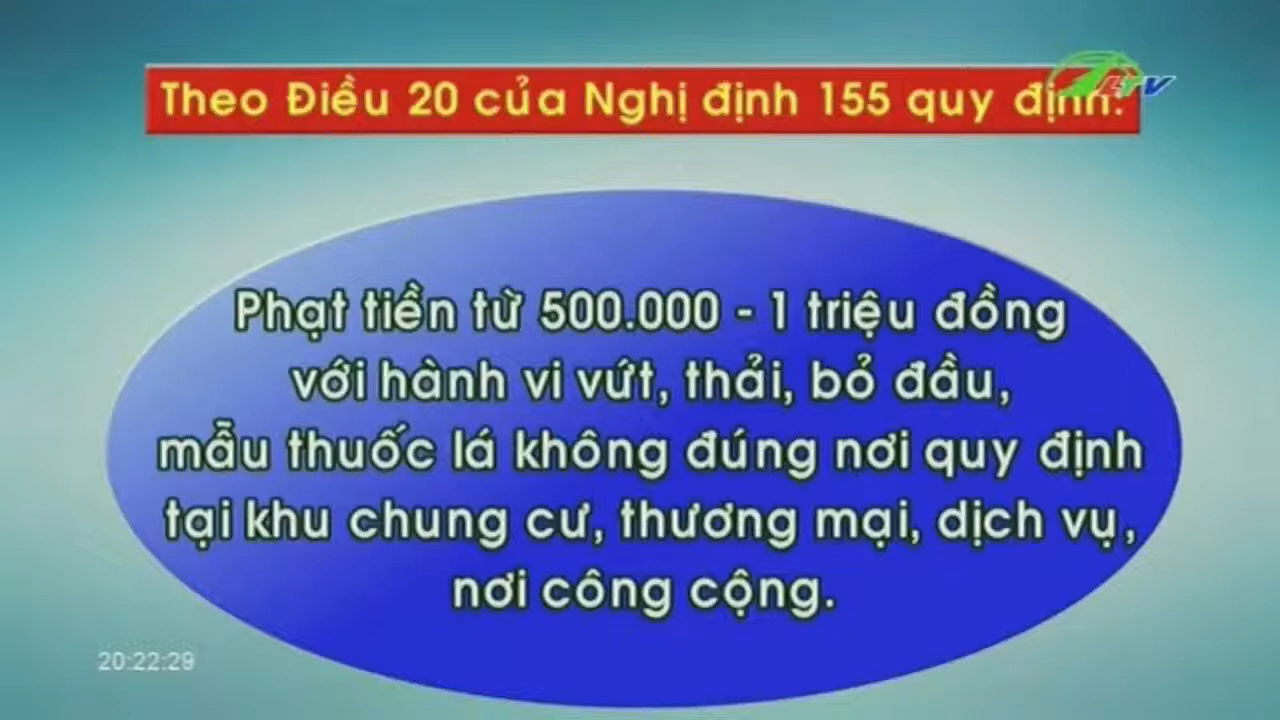 Theo Điều 20 của Nghị định 155 quy định:
LTV
Phạt tiền từ 500.000 - 1 triệu đồng
với hành vi vứt, thải, bỏ đầu,
mẫu thuốc lá không đúng nơi quy định
tại khu chung cư, thương mại, dịch vụ,
nơi công cộng.
20:22:29